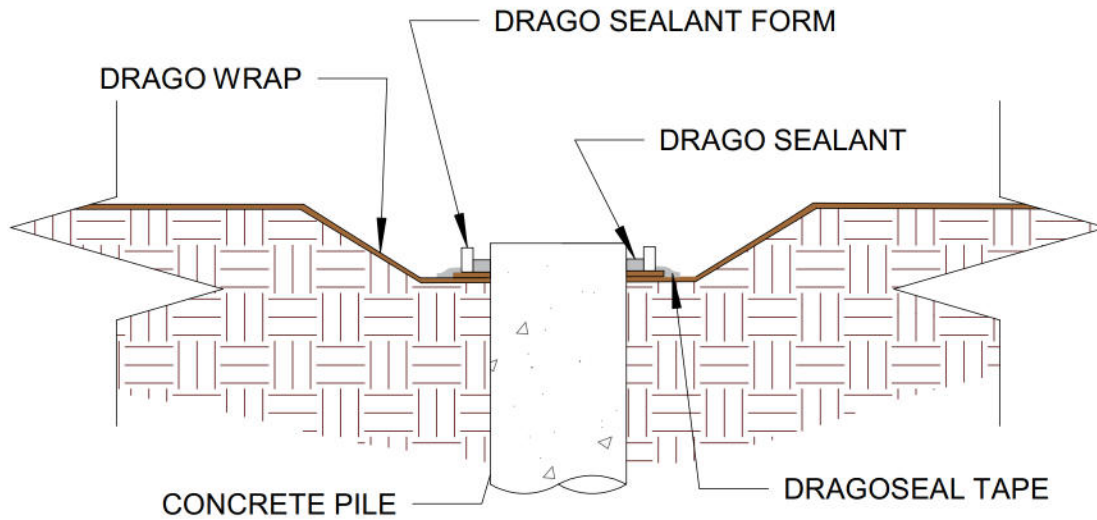 DRAGO SEALANT FORM
DRAGO WRAP
DRAGO SEALANT
DRAGOSEAL TAPE
CONCRETE PILE